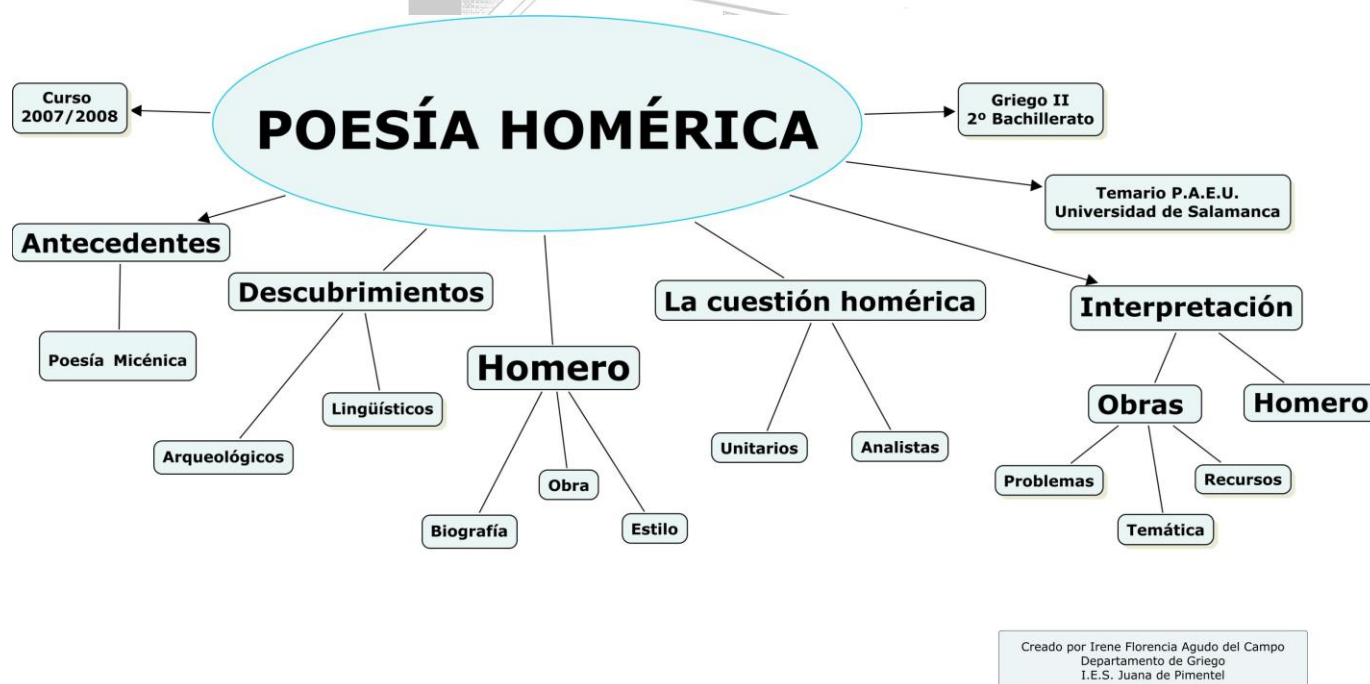 POESÍA HOMÉRICA
Curso
2007/2008
Griego II
2º Bachillerato
Temario P.A.E.U.
Universidad de Salamanca
Antecedentes
Poesía Micénica
Descubrimientos
Arqueológicos
Lingüísticos
Homero
Biografía
Obra
Estilo
La cuestión homérica
Unitarios
Analistas
Interpretación
Obras
Homero
Problemas
Temática
Recursos
Creado por Irene Florencia Agudo del Campo
Departamento de Griego
I.E.S. Juana de Pimentel